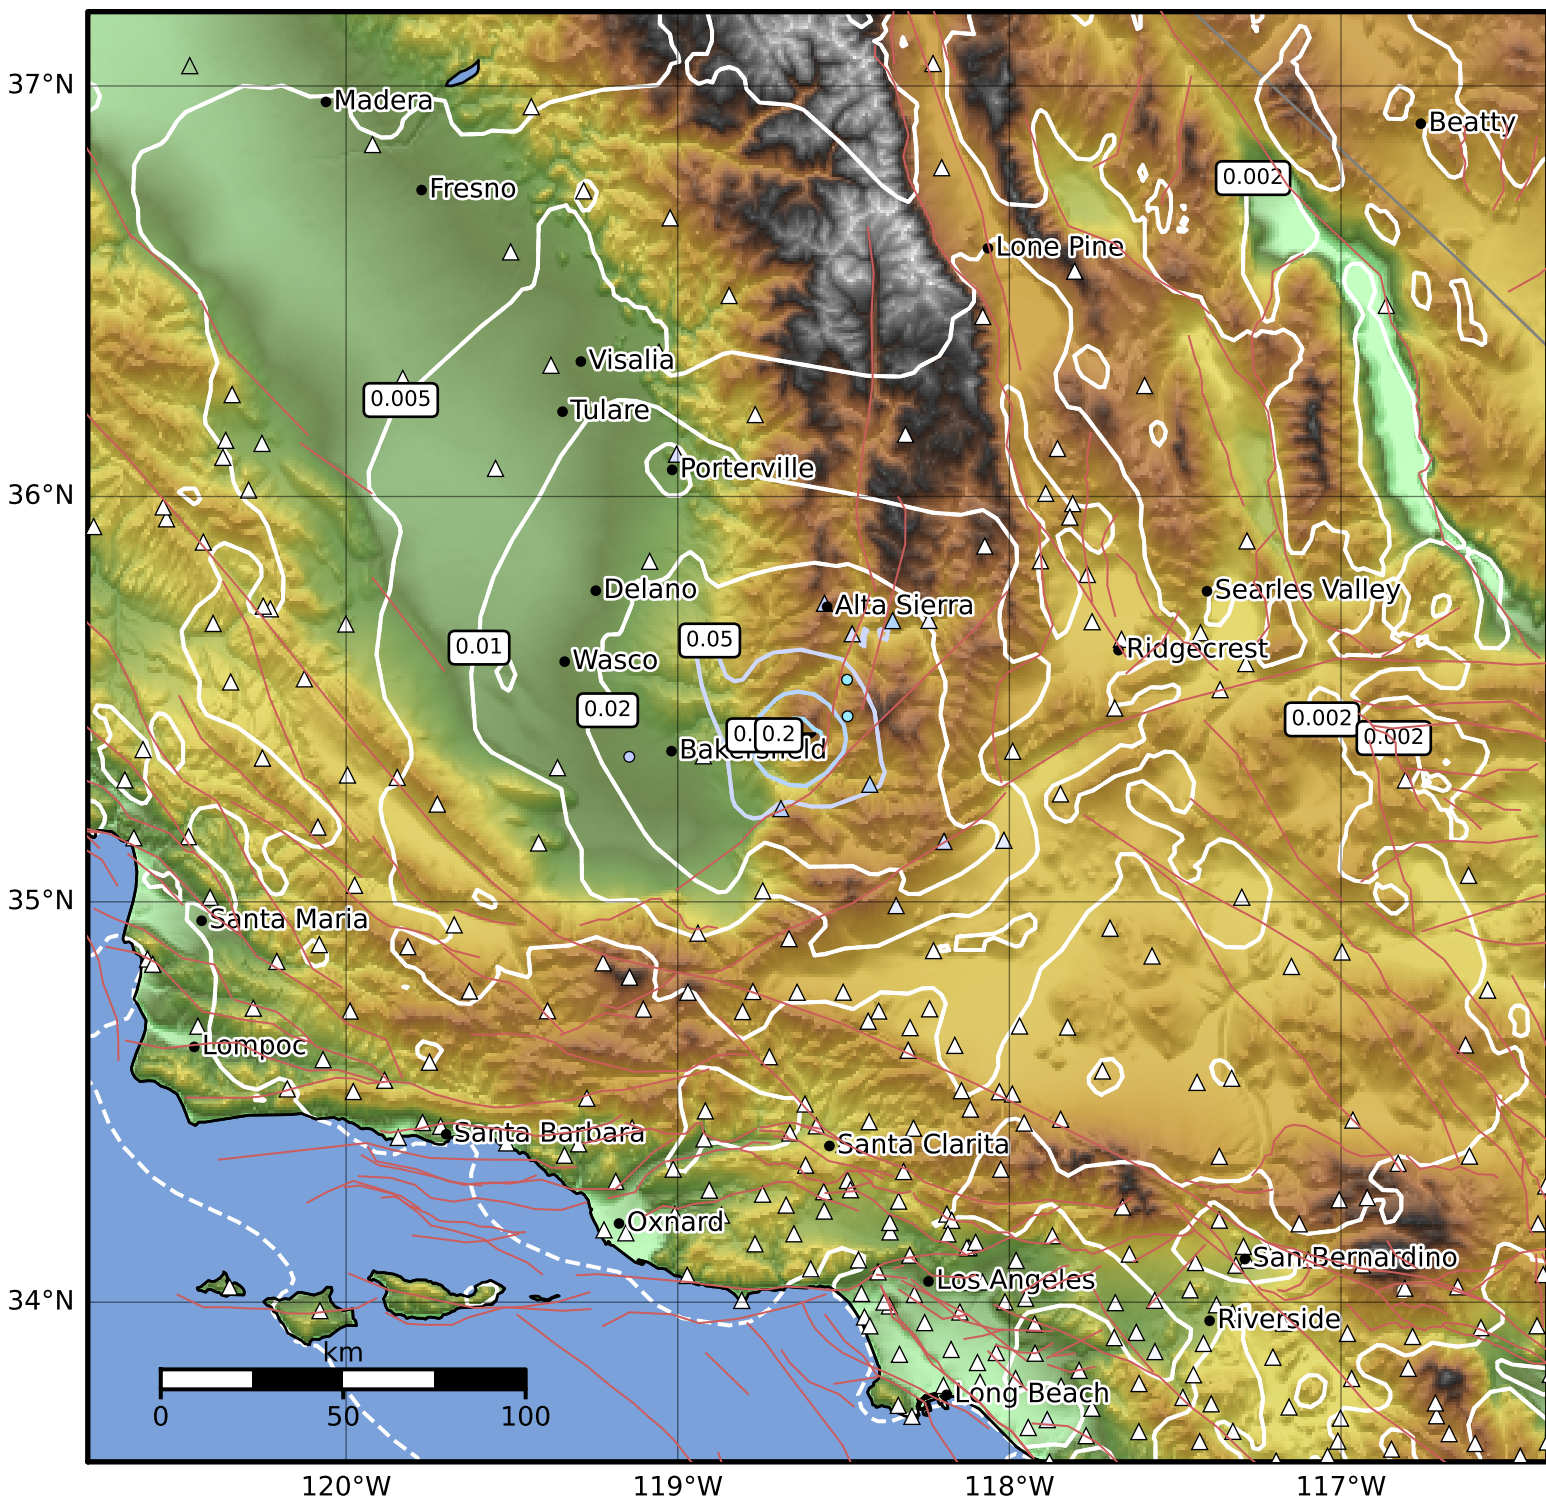 37°N
Madera
Beatty
Fresno
0.002
Lone Pine
Visalia
0.005
Tulare
Porterville
36°N
Delano
Alta Sierra
Searles Valley
0.01
0.05
Ridgecrest
Wasco
0.02
0.002
0.002
0.2
Bakersfield
35°N
Santa Maria
Lompoc
Santa Barbara
Santa Clarita
Oxnard
San Bernardino
Los Angeles
34°N
Riverside
km
Long Beach
0 50 100
120°W 119°W 118°W 117°W